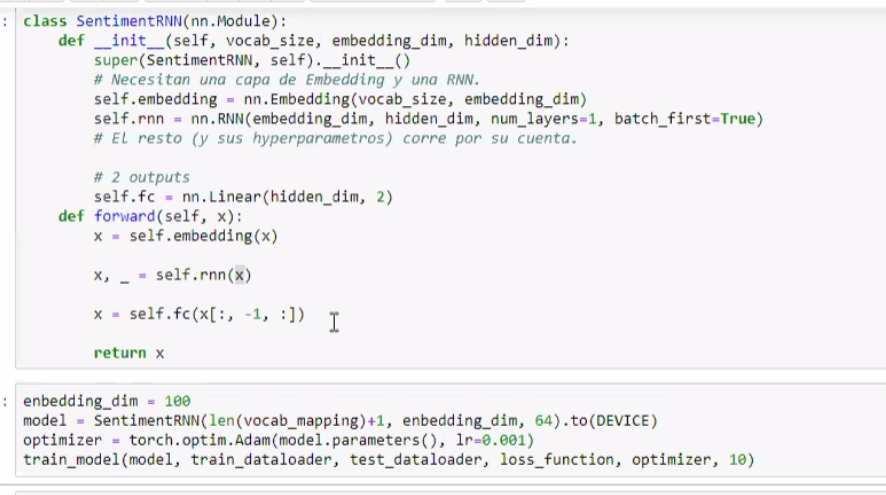 : class SentimentRNN(nn.Module):
def __init__(self, vocab_size, embedding_dim, hidden_dim):
super(SentimentRNN, self).__init__()
# Necesitan una capa de Embedding y una RNN.
self.embedding = nn.Embedding(vocab_size, embedding_dim)
self.rnn = nn.RNN(embedding_dim, hidden_dim, num_layers=1, batch_first=True)
# El resto (y sus hyperparametros) corre por su cuenta.
# 2 outputs
self.fc = nn.Linear(hidden_dim, 2)
def forward(self, x):
x = self.embedding(x)
x, _ = self.rnn(x)
x = self.fc(x[:, -1, :])
return x
: enbedding_dim = 100
model = SentimentRNN(len(vocab_mapping)+1, enbedding_dim, 64).to(DEVICE)
optimizer = torch.optim.Adam(model.parameters(), lr=0.001)
train_model(model, train_dataloader, test_dataloader, loss_function, optimizer, 10)